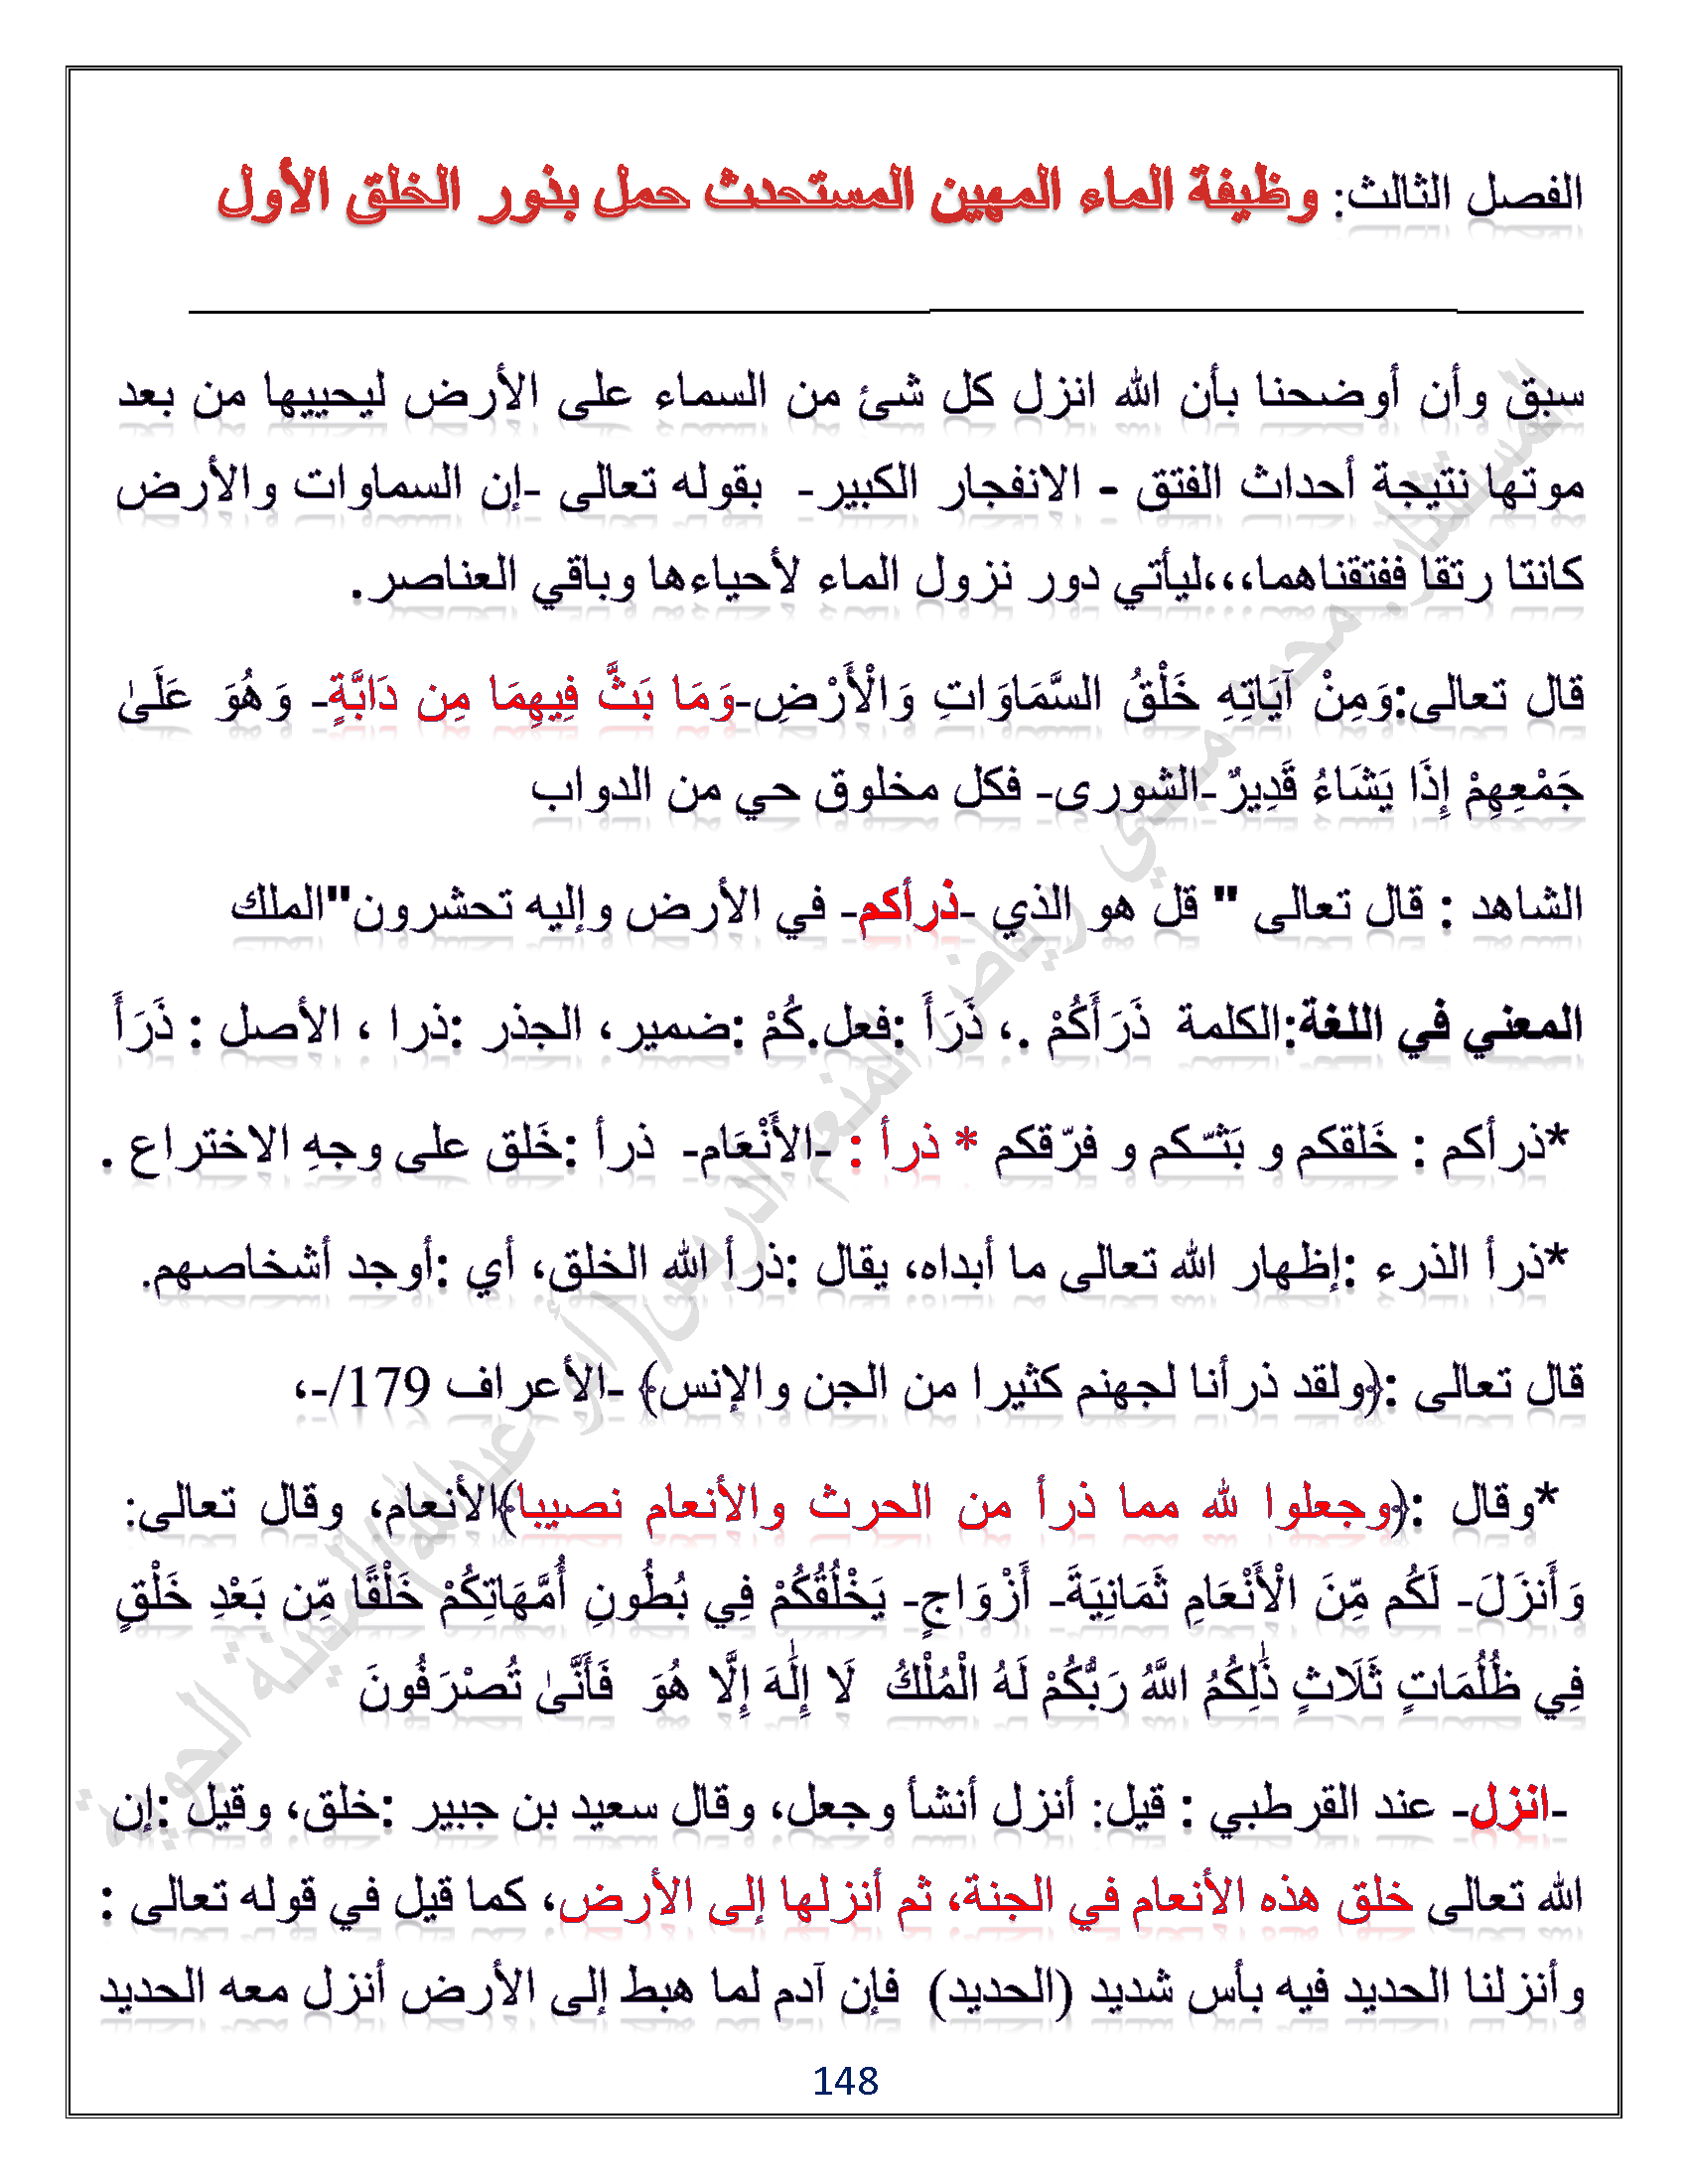 الفصل الثالث: وظيفة الماء المهين المستحدث حمل بذور الخلق الأول
سبق وأن أوضحنا بأن الله انزل كل شئ من السماء على الأرض ليحييها من بعد
موتها نتيجة أحداث الفتق - الانفجار الكبير- بقوله تعالى -إن السماوات والأرض
كانتا رتقا ففتقناهما،،،ليأتي دور نزول الماء لأحياءها وباقي العناصر.
قال تعالى:وَمِنْ آيَاتِهِ خَلْقُ السَّمَاوَاتِ وَالْأَرْضِ-وَمَا بَثَّ فِيهِمَا مِن دَابَّةٍ- وَهُوَ عَلَىٰ
جَمْعِهِمْ إِذَا يَشَاءُ قَدِيرٌ-الشورى- فكل مخلوق حي من الدواب
الشاهد : قال تعالى " قل هو الذي -ذرأكم- في الأرض وإليه تحشرون"الملك
المعني في اللغة:الكلمة ذَرَأَكُمْ .، ذَرَأَ :فعل.كُمْ :ضمير، الجذر :ذرا ، الأصل : ذَرَأَ
*ذرأكم : خَلقكم و بَثـّـكم و فرّقكم * ذرأ : -الأَنْعَام- ذرأ :خَلق على وجهِ الاختراع .
*ذرأ الذرء :إظهار الله تعالى ما أبداه، يقال :ذرأ الله الخلق، أي :أوجد أشخاصهم.
قال تعالى :﴿ولقد ذرأنا لجهنم كثيرا من الجن والإنس﴾ -الأعراف 179/-،
*وقال :﴿وجعلوا لله مما ذرأ من الحرث والأنعام نصيبا﴾الأنعام، وقال تعالى:
وَأَنزَلَ- لَكُم مِّنَ الْأَنْعَامِ ثَمَانِيَةَ- أَزْوَاجٍ- يَخْلُقُكُمْ فِي بُطُونِ أُمَّهَاتِكُمْ خَلْقًا مِّن بَعْدِ خَلْقٍ
فِي ظُلُمَاتٍ ثَلَاثٍ ذَٰلِكُمُ اللَّهُ رَبُّكُمْ لَهُ الْمُلْكُ لَا إِلَٰهَ إِلَّا هُوَ فَأَنَّىٰ تُصْرَفُونَ
-انزل- عند القرطبي : قيل: أنزل أنشأ وجعل، وقال سعيد بن جبير :خلق، وقيل :إن
الله تعالى خلق هذه الأنعام في الجنة، ثم أنزلها إلى الأرض، كما قيل في قوله تعالى :
وأنزلنا الحديد فيه بأس شديد (الحديد) فإن آدم لما هبط إلى الأرض أنزل معه الحديد
148